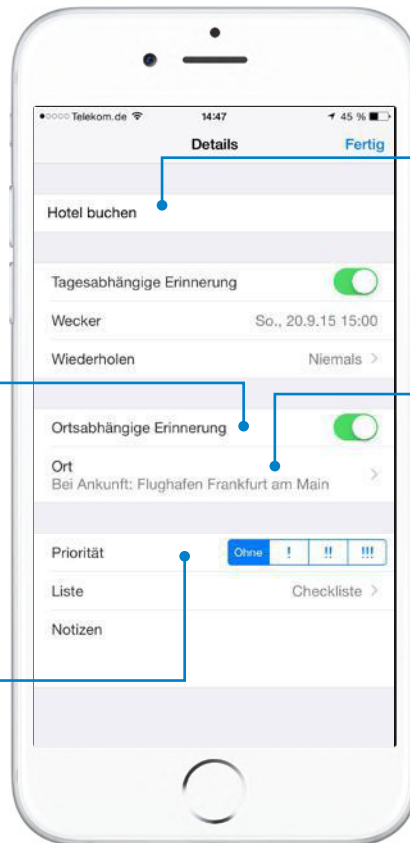 Telekom.de 14:47 45 %
Details Fertig
Hotel buchen
Tagesabhängige Erinnerung
Wecker So., 20.9.15 15:00
Wiederholen Niemals >
Ortsabhängige Erinnerung
Ort
Bei Ankunft: Flughafen Frankfurt am Main >
Priorität Ohne ! !! !!!
Liste Checkliste >
Notizen